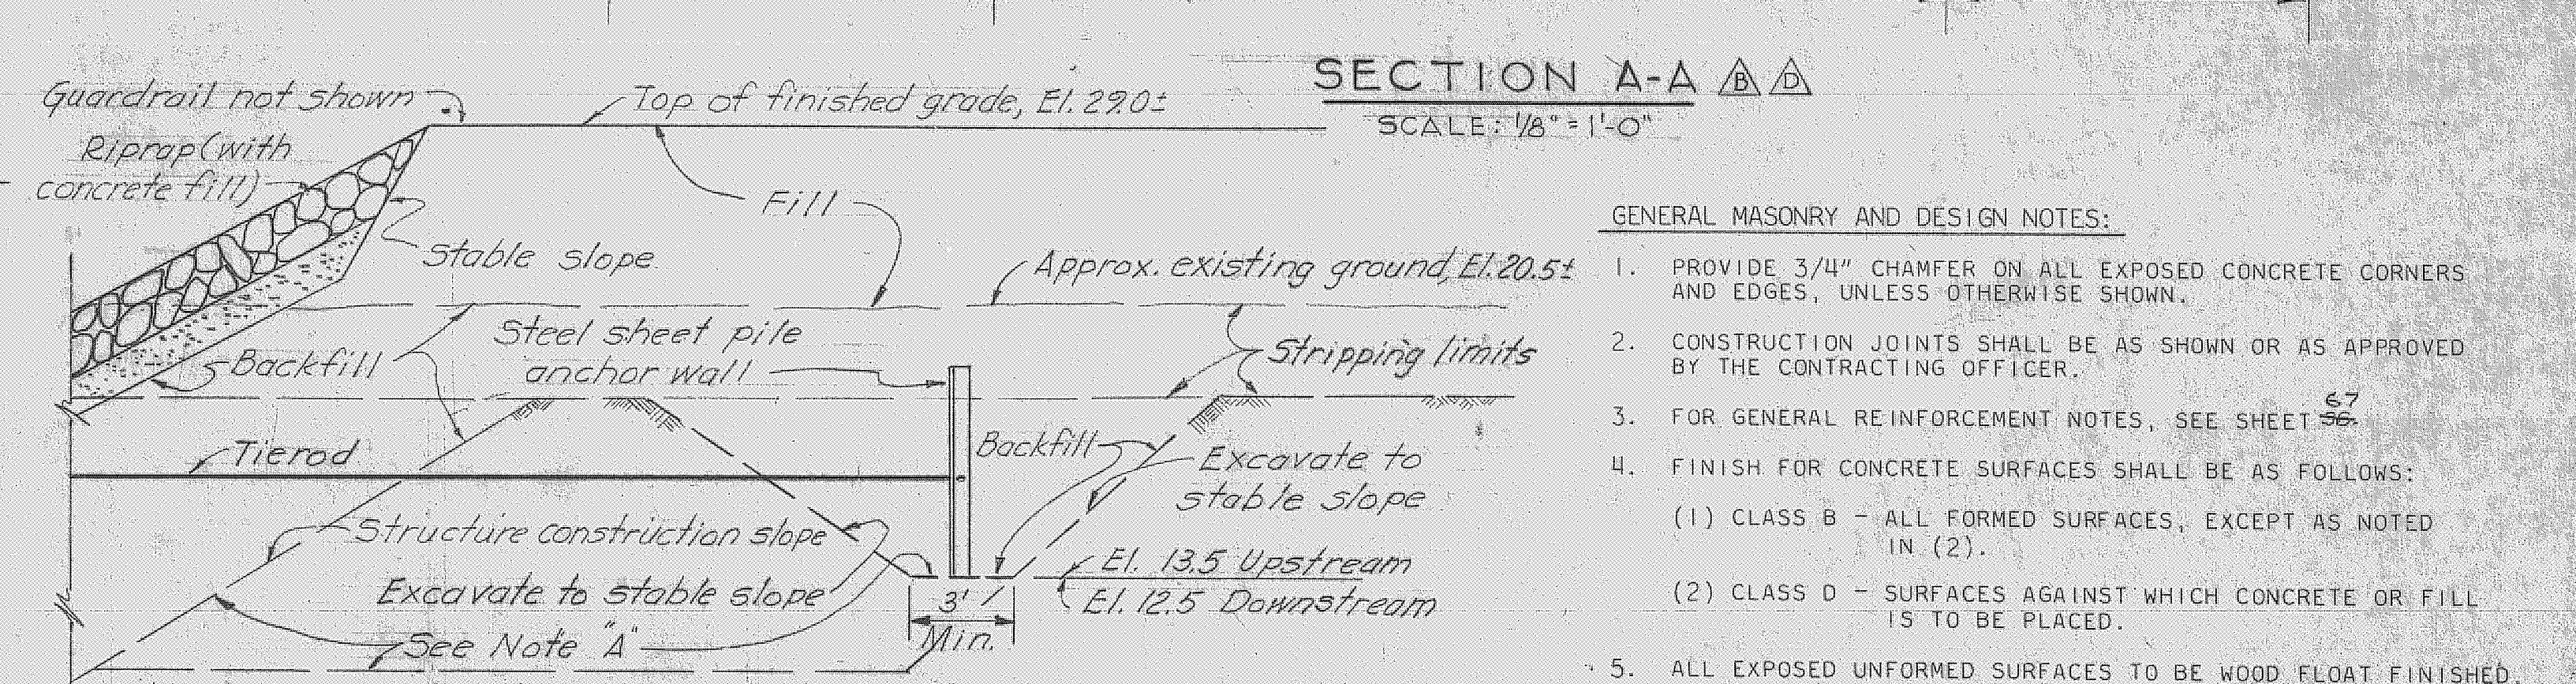 SECTION A-A B D
SCALE: 1/8" = 1'-0"
Guardrail not shown
Top of finished grade, El. 29.0±
Riprap (with
concrete fill)
Fill
Stable slope
Approx. existing ground, El. 20.5±
Steel sheet pile
anchor wall
Backfill
Stripping limits
Tierod
Backfill
Excavate to
stable slope
Structure construction slope
El. 13.5 Upstream
Excavate to stable slope
3'
El. 12.5 Downstream
Min.
See Note "A"
GENERAL MASONRY AND DESIGN NOTES:
1. PROVIDE 3/4" CHAMFER ON ALL EXPOSED CONCRETE CORNERS
AND EDGES, UNLESS OTHERWISE SHOWN.
2. CONSTRUCTION JOINTS SHALL BE AS SHOWN OR AS APPROVED
BY THE CONTRACTING OFFICER.
67
3. FOR GENERAL REINFORCEMENT NOTES, SEE SHEET
4. FINISH FOR CONCRETE SURFACES SHALL BE AS FOLLOWS:
(1) CLASS B - ALL FORMED SURFACES, EXCEPT AS NOTED
IN (2).
(2) CLASS D - SURFACES AGAINST WHICH CONCRETE OR FILL
IS TO BE PLACED.
5. ALL EXPOSED UNFORMED SURFACES TO BE WOOD FLOAT FINISHED.